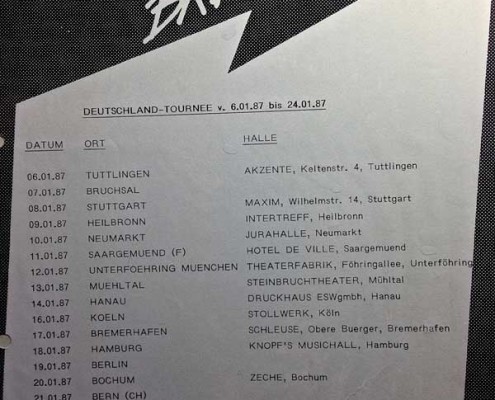 DEUTSCHLAND-TOURNEE v. 6.01.87 bis 24.01.87
DATUM ORT HALLE
06.01.87 TUTTLINGEN AKZENTE, Keltenstr. 4, Tuttlingen
07.01.87 BRUCHSAL
08.01.87 STUTTGART MAXIM, Wilhelmstr. 14, Stuttgart
09.01.87 HEILBRONN INTERTREFF, Heilbronn
10.01.87 NEUMARKT JURAHALLE, Neumarkt
11.01.87 SAARGEMUEND (F) HOTEL DE VILLE, Saargemuend
12.01.87 UNTERFOEHRING MUENCHEN THEATERFABRIK, Föhringallee, Unterföhring
13.01.87 MUEHLTAL STEINBRUCHTHEATER, Mühltal
14.01.87 HANAU DRUCKHAUS ESWgmbh, Hanau
16.01.87 KOELN STOLLWERK, Köln
17.01.87 BREMERHAFEN SCHLEUSE, Obere Buerger, Bremerhafen
18.01.87 HAMBURG KNOPF'S MUSICHALL, Hamburg
19.01.87 BERLIN
20.01.87 BOCHUM ZECHE, Bochum
21.01.87 BERN (CH)